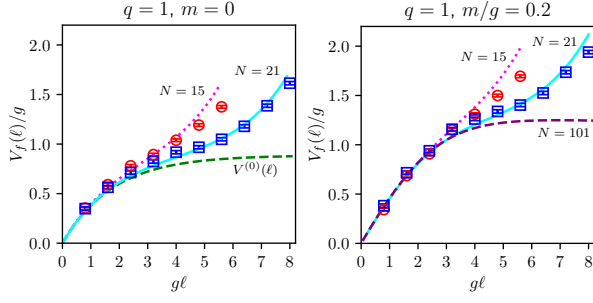 q = 1, m = 0
V_f(ℓ)/g
2.0
1.5
1.0
0.5
0.0
N = 15
N = 21
V^{(0)}(ℓ)
0 1 2 3 4 5 6 7 8
gℓ
q = 1, m/g = 0.2
V_f(ℓ)/g
2.0
1.5
1.0
0.5
0.0
N = 21
N = 15
N = 101
0 1 2 3 4 5 6 7 8
gℓ